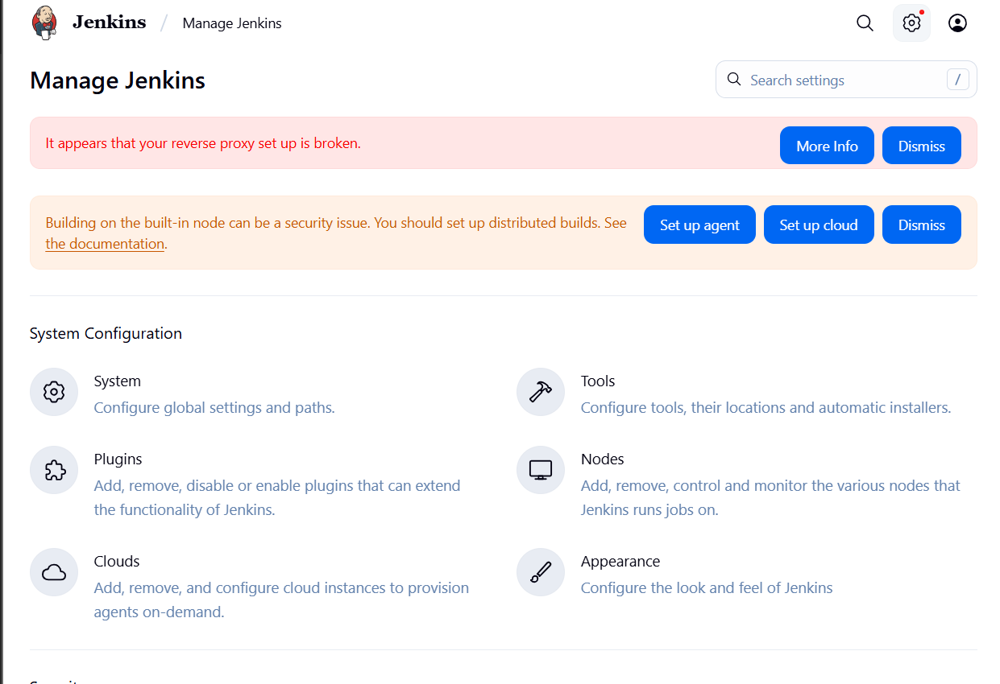 Jenkins / Manage Jenkins
Manage Jenkins
Search settings /
It appears that your reverse proxy set up is broken.
More Info
Dismiss
Building on the built-in node can be a security issue. You should set up distributed builds. See
the documentation.
Set up agent
Set up cloud
Dismiss
System Configuration
System
Configure global settings and paths.
Tools
Configure tools, their locations and automatic installers.
Plugins
Add, remove, disable or enable plugins that can extend
the functionality of Jenkins.
Nodes
Add, remove, control and monitor the various nodes that
Jenkins runs jobs on.
Clouds
Add, remove, and configure cloud instances to provision
agents on-demand.
Appearance
Configure the look and feel of Jenkins